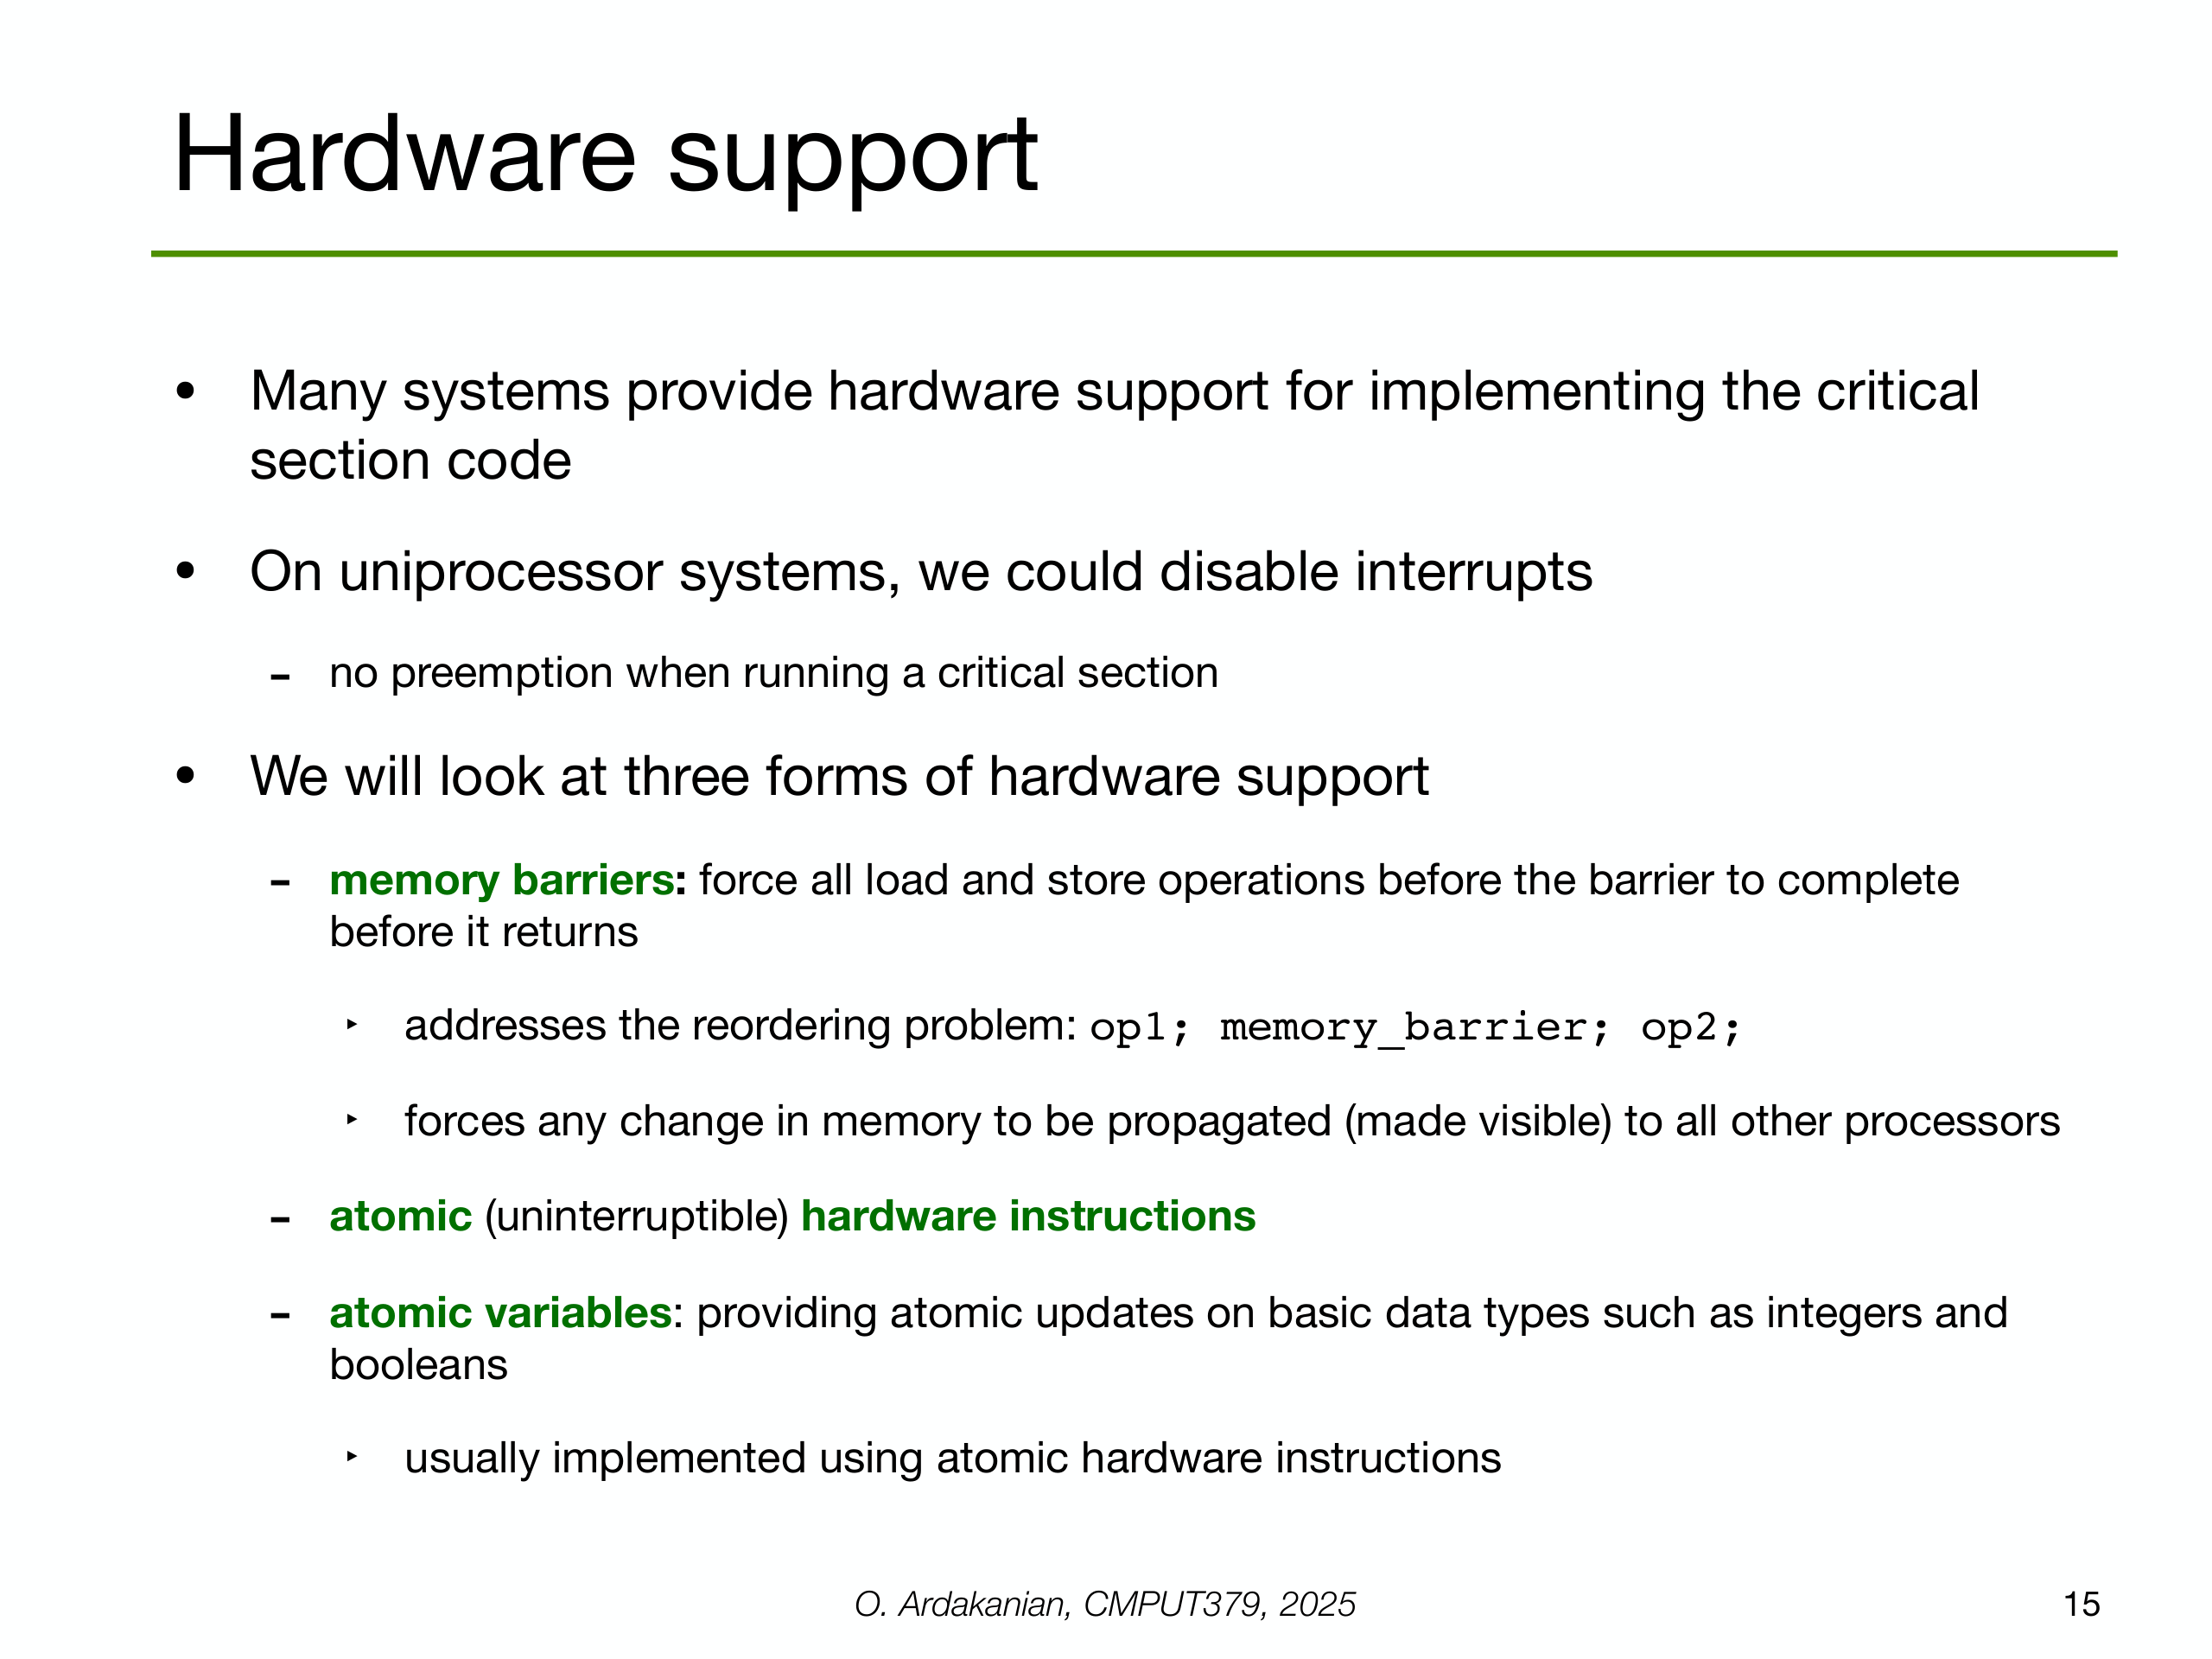 Hardware support
• Many systems provide hardware support for implementing the critical
section code
• On uniprocessor systems, we could disable interrupts
- no preemption when running a critical section
• We will look at three forms of hardware support
- memory barriers: force all load and store operations before the barrier to complete
before it returns
‣ addresses the reordering problem: op1; memory_barrier; op2;
‣ forces any change in memory to be propagated (made visible) to all other processors
- atomic (uninterruptible) hardware instructions
- atomic variables: providing atomic updates on basic data types such as integers and
booleans
‣ usually implemented using atomic hardware instructions
O. Ardakanian, CMPUT379, 2025
15